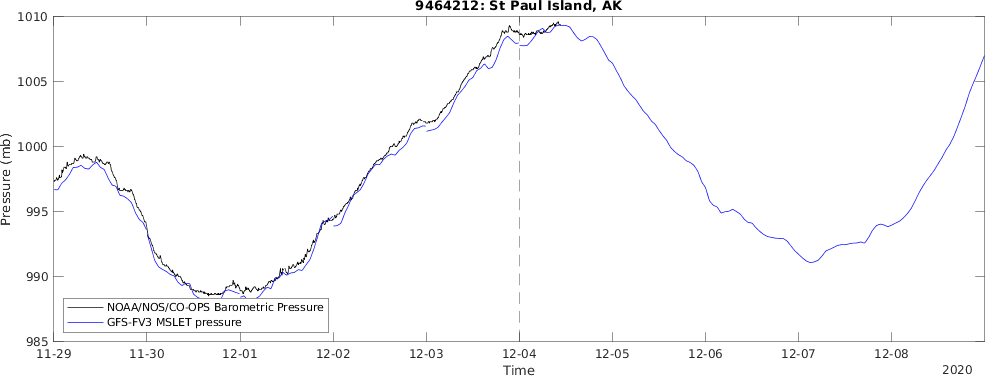 9464212: St Paul Island, AK
1010
1005
1000
995
990
985
Pressure (mb)
NOAA/NOS/CO-OPS Barometric Pressure
GFS-FV3 MSLET pressure
11-29 11-30 12-01 12-02 12-03 12-04 12-05 12-06 12-07 12-08
Time
2020